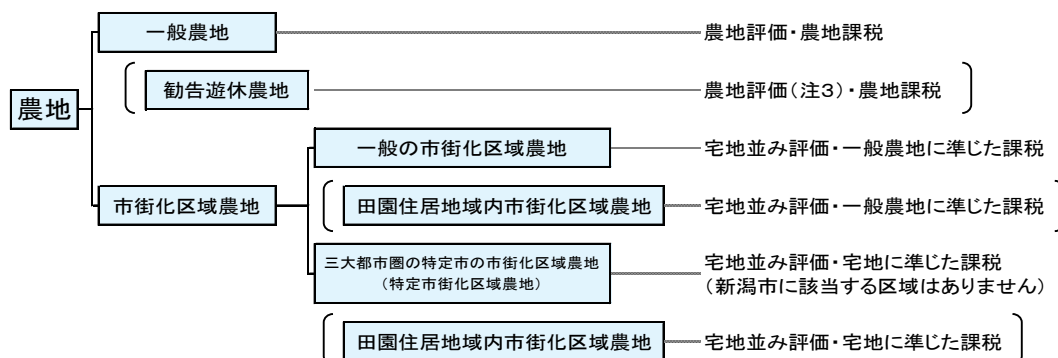 農地
一般農地
農地評価・農地課税
勧告遊休農地
農地評価(注3)・農地課税
市街化区域農地
一般の市街化区域農地
宅地並み評価・一般農地に準じた課税
田園住居地域内市街化区域農地
宅地並み評価・一般農地に準じた課税
三大都市圏の特定市の市街化区域農地
(特定市街化区域農地)
宅地並み評価・宅地に準じた課税
(新潟市に該当する区域はありません)
田園住居地域内市街化区域農地
宅地並み評価・宅地に準じた課税